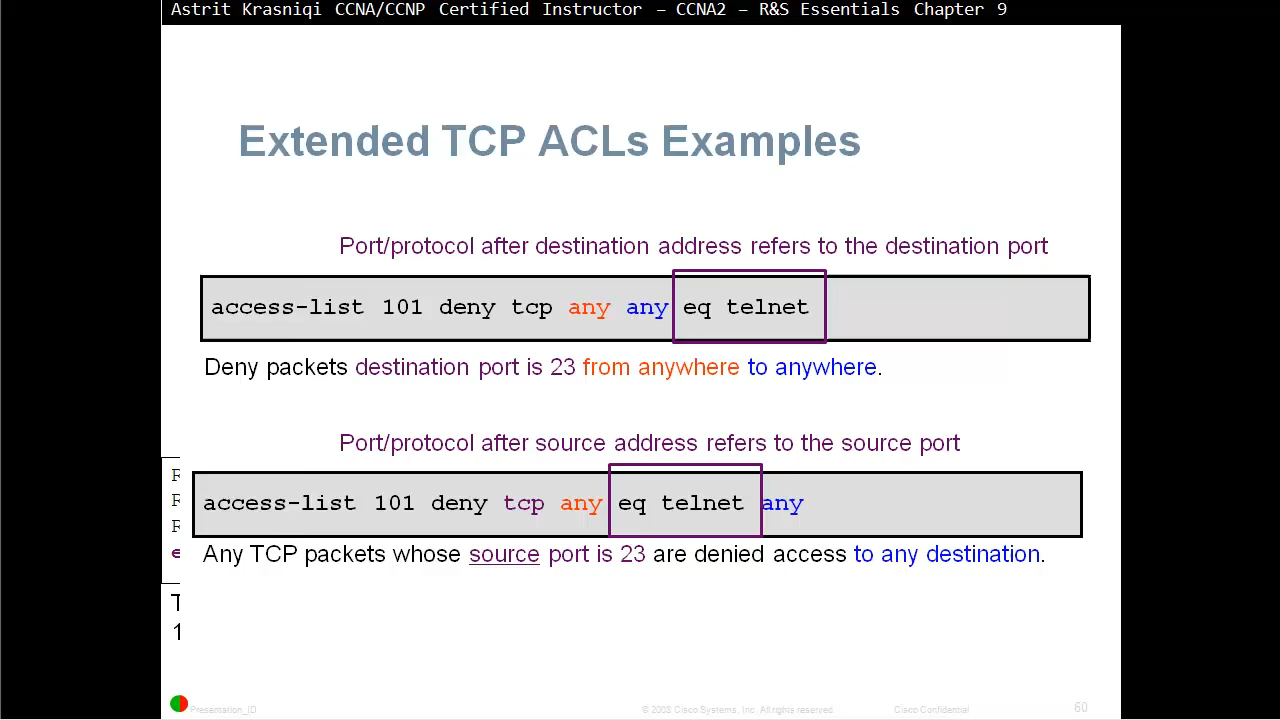 Astrit Krasniqi CCNA/CCNP Certified Instructor – CCNA2 – R&S Essentials Chapter 9
Extended TCP ACLs Examples
Port/protocol after destination address refers to the destination port
access-list 101 deny tcp any any eq telnet
Deny packets destination port is 23 from anywhere to anywhere.
Port/protocol after source address refers to the source port
R
access-list 101 deny tcp any eq telnet any
R
R
e
Any TCP packets whose source port is 23 are denied access to any destination.
T
1
Presentation_ID
© 2008 Cisco Systems, Inc. All rights reserved.
Cisco Confidential
60